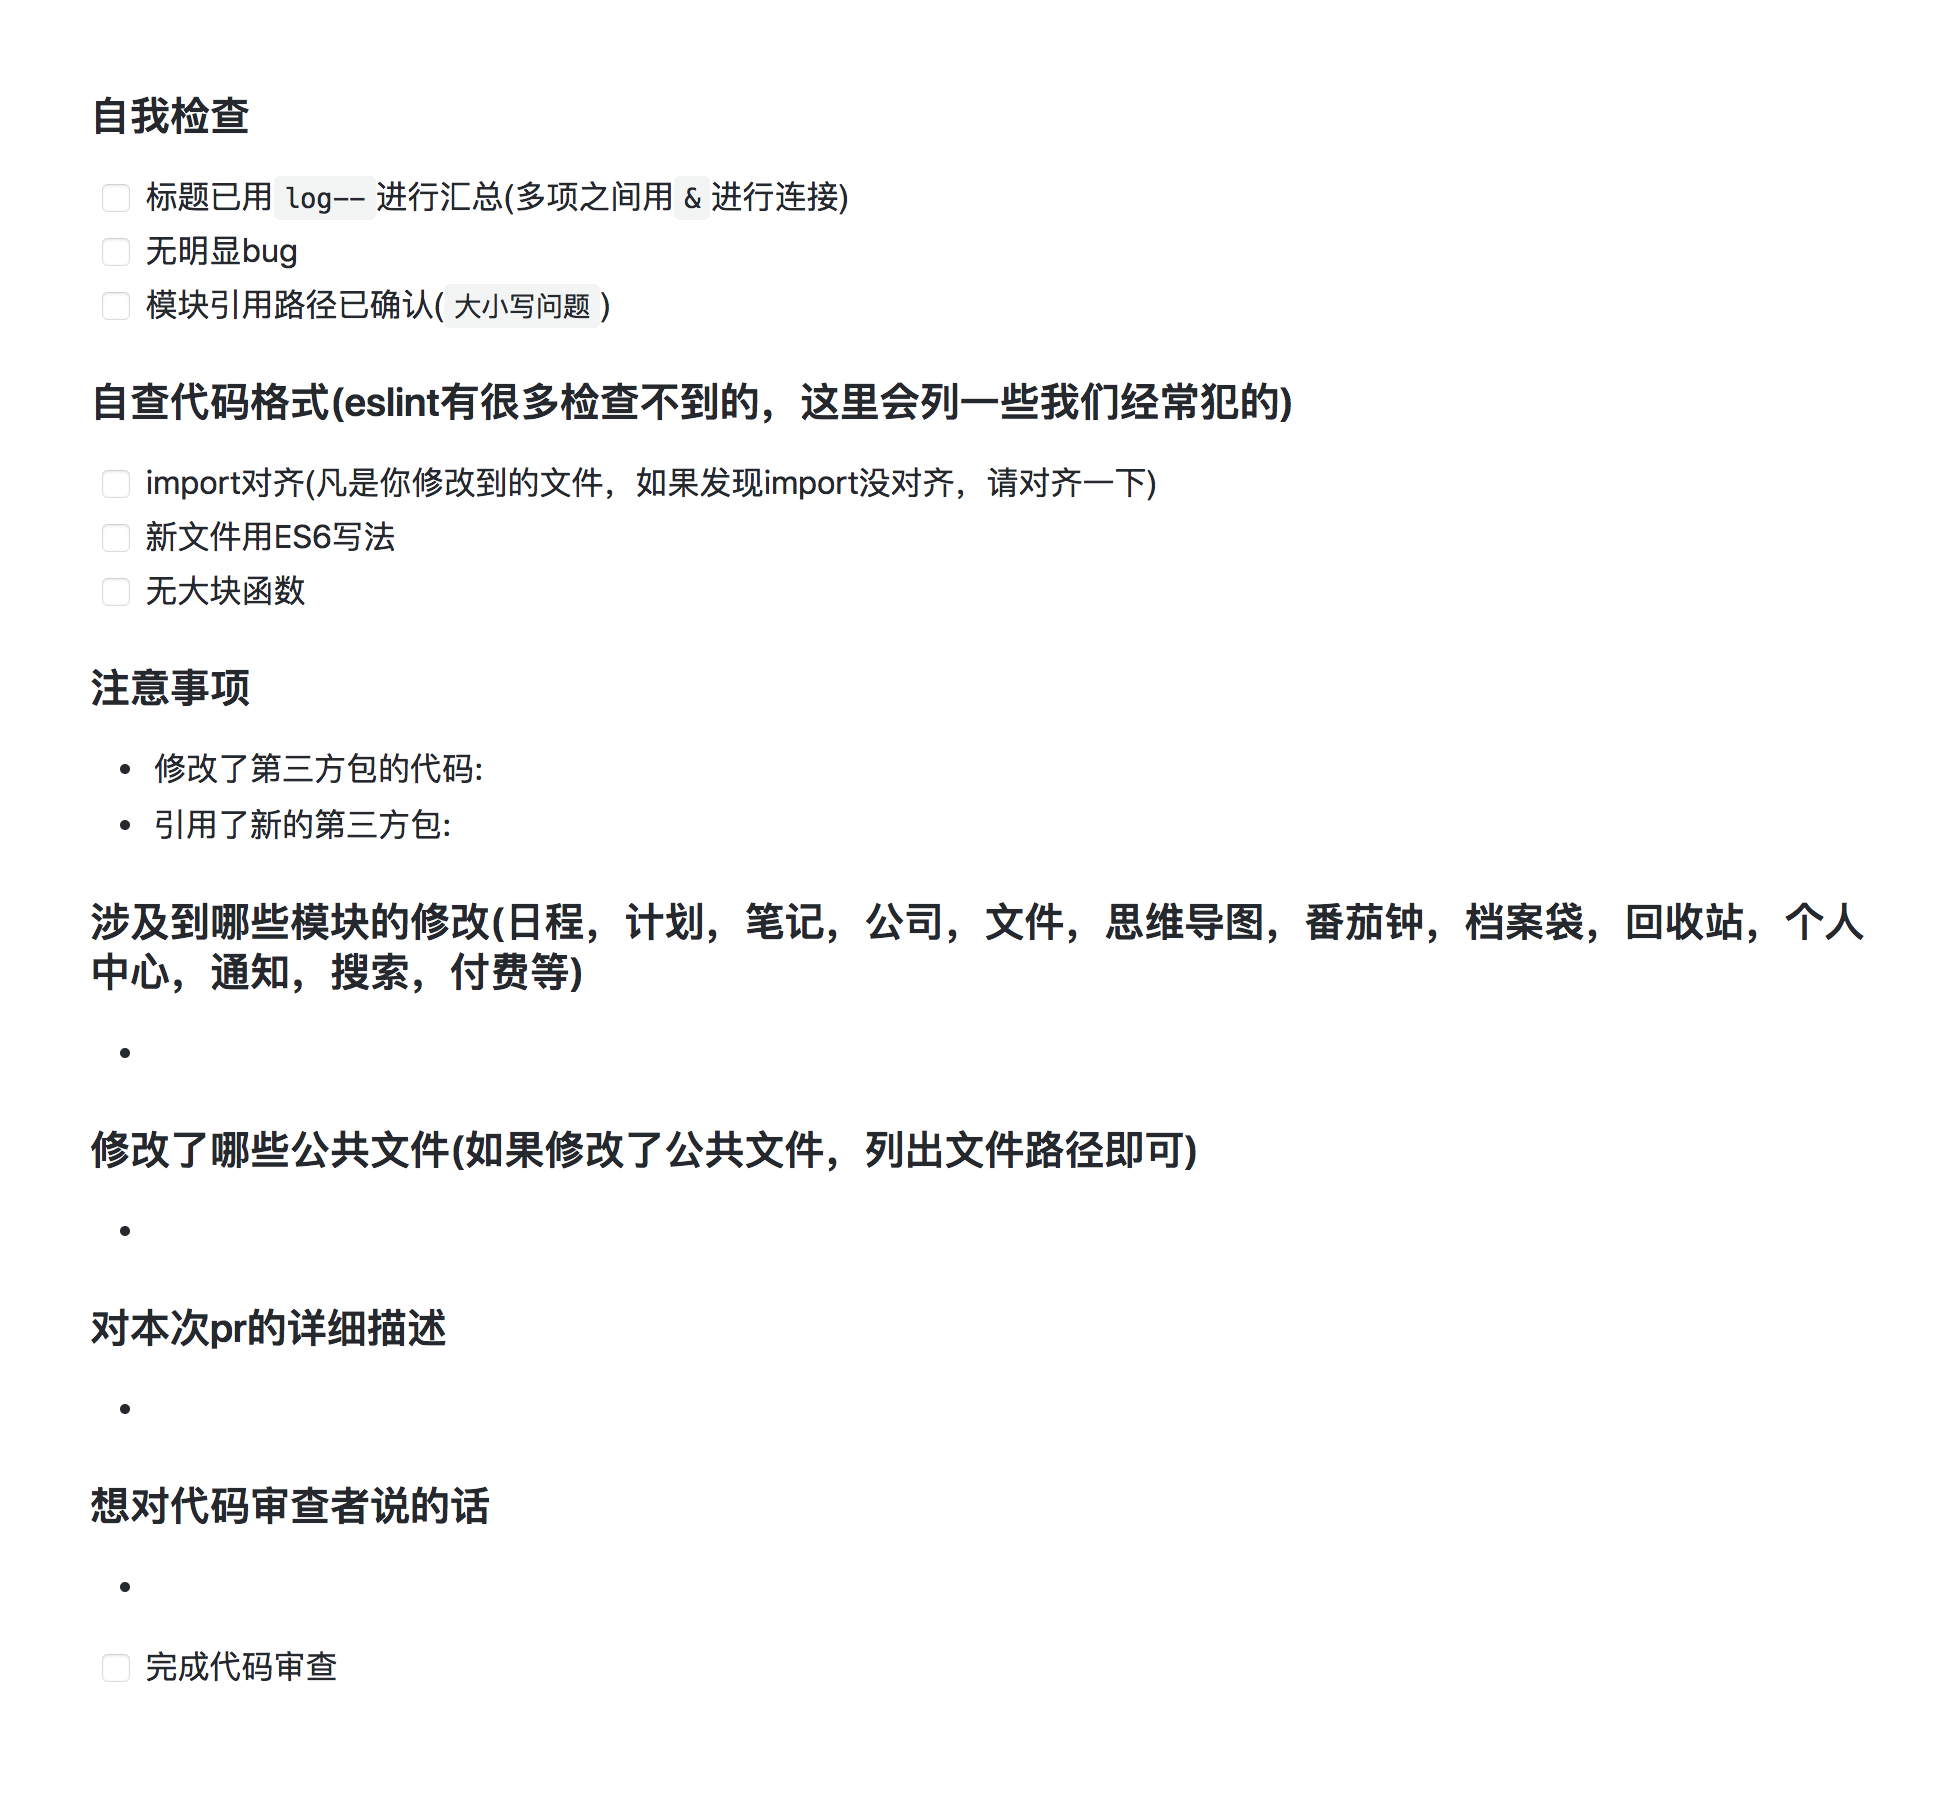 自我检查
标题已用 log-- 进行汇总(多项之间用 & 进行连接)
无明显bug
模块引用路径已确认( 大小写问题 )
自查代码格式(eslint有很多检查不到的，这里会列一些我们经常犯的)
import对齐(凡是你修改到的文件，如果发现import没对齐，请对齐一下)
新文件用ES6写法
无大块函数
注意事项
• 修改了第三方包的代码:
• 引用了新的第三方包:
涉及到哪些模块的修改(日程，计划，笔记，公司，文件，思维导图，番茄钟，档案袋，回收站，个人
中心，通知，搜索，付费等)
修改了哪些公共文件(如果修改了公共文件，列出文件路径即可)
对本次pr的详细描述
想对代码审查者说的话
完成代码审查